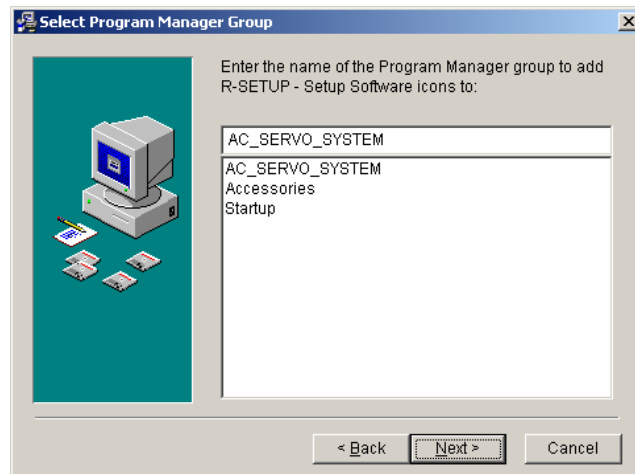 Select Program Manager Group
Enter the name of the Program Manager group to add
R-SETUP - Setup Software icons to:
AC_SERVO_SYSTEM
AC_SERVO_SYSTEM
Accessories
Startup
< Back
Next >
Cancel